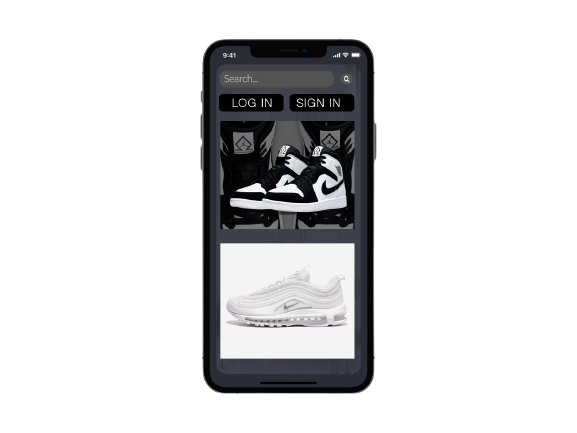 9:41
Search...
LOG IN
SIGN IN